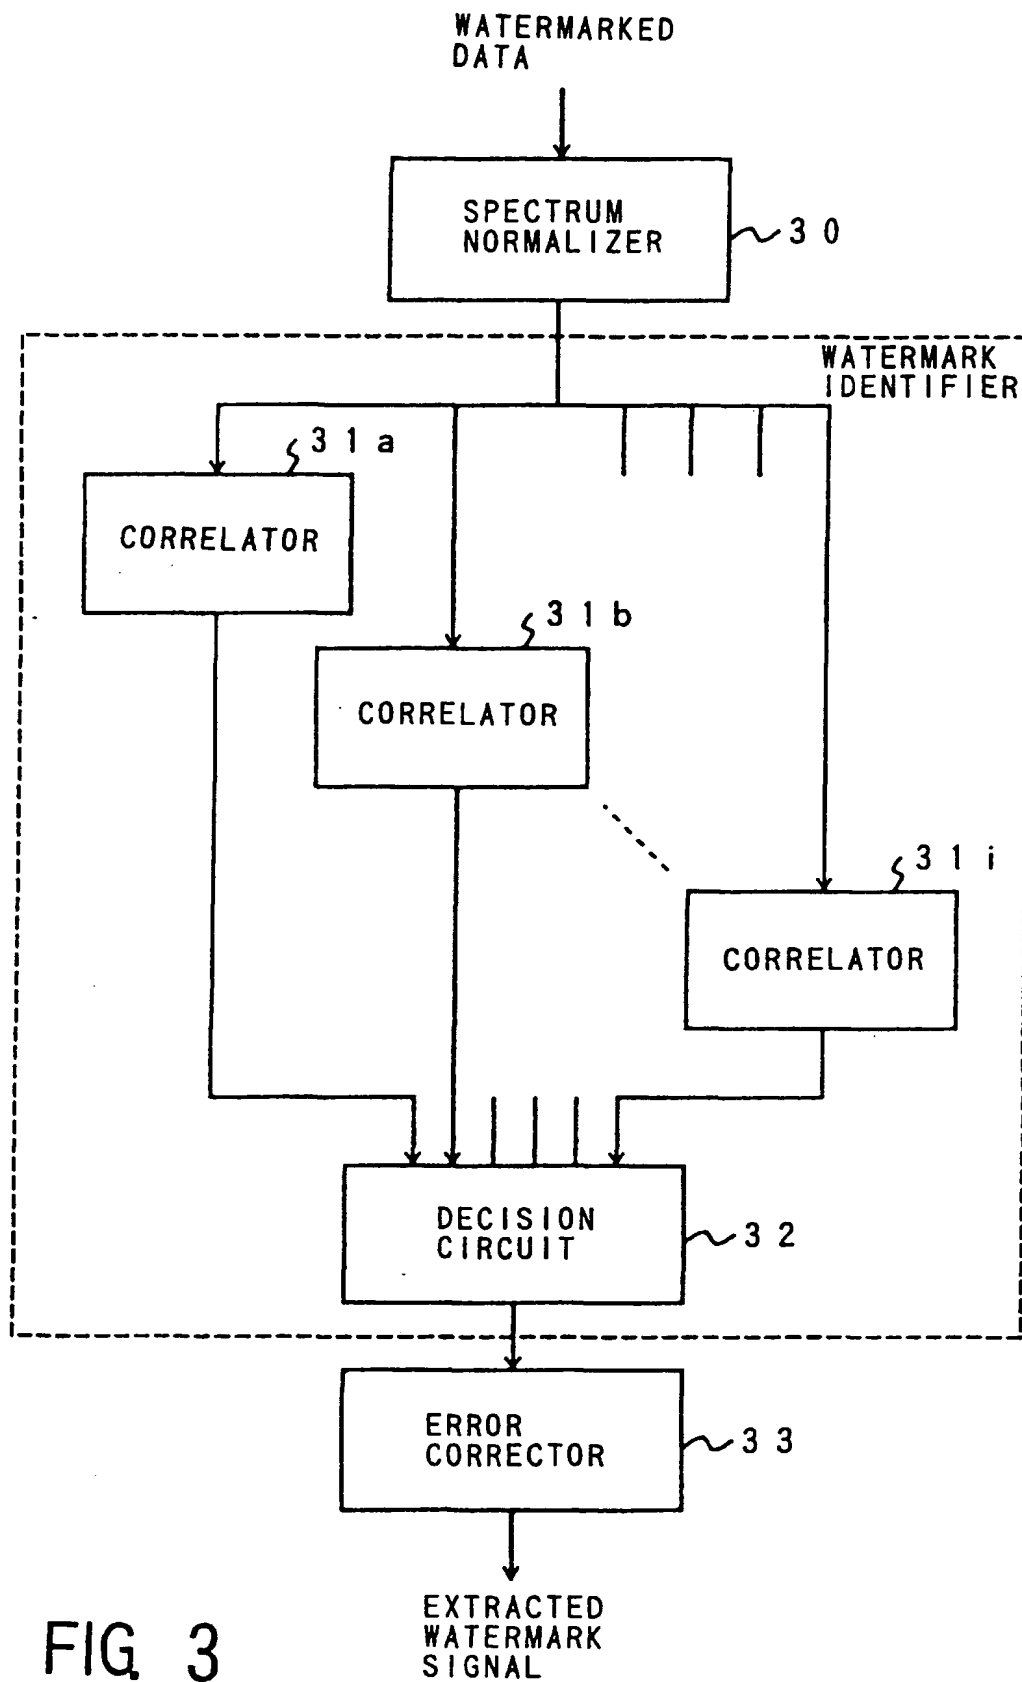 WATERMARKED
DATA
SPECTRUM
NORMALIZER
30
WATERMARK
IDENTIFIER
31a
CORRELATOR
31b
CORRELATOR
31i
CORRELATOR
DECISION
CIRCUIT
32
ERROR
CORRECTOR
33
EXTRACTED
WATERMARK
SIGNAL
FIG. 3